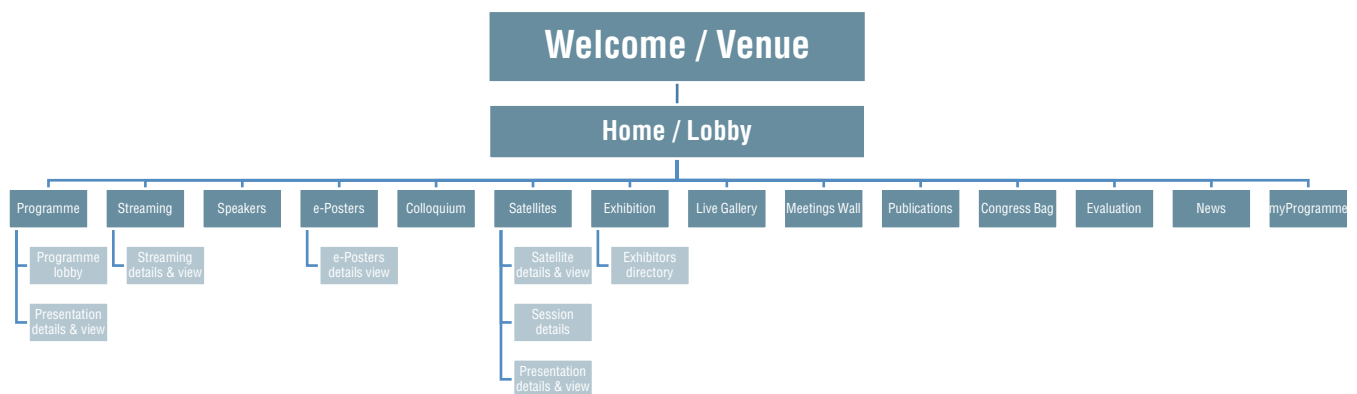 Welcome / Venue
Home / Lobby
Programme
Streaming
Speakers
e-Posters
Colloquium
Satellites
Exhibition
Live Gallery
Meetings Wall
Publications
Congress Bag
Evaluation
News
myProgramme
Programme
lobby
Streaming
details & view
e-Posters
details view
Satellite
details & view
Exhibitors
directory
Presentation
details & view
Session
details
Presentation
details & view